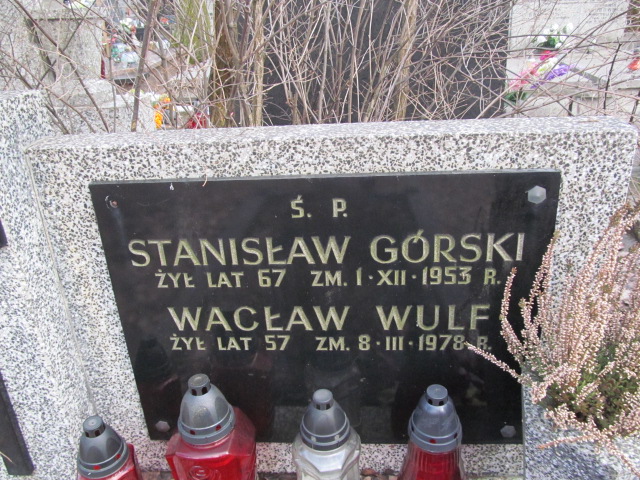 Ś. P.
STANISŁAW GÓRSKI
ŻYŁ LAT 67 ZM. 1·XII·1953 R.
WACŁAW WULF
ŻYŁ LAT 57 ZM. 8·III·1978 R.